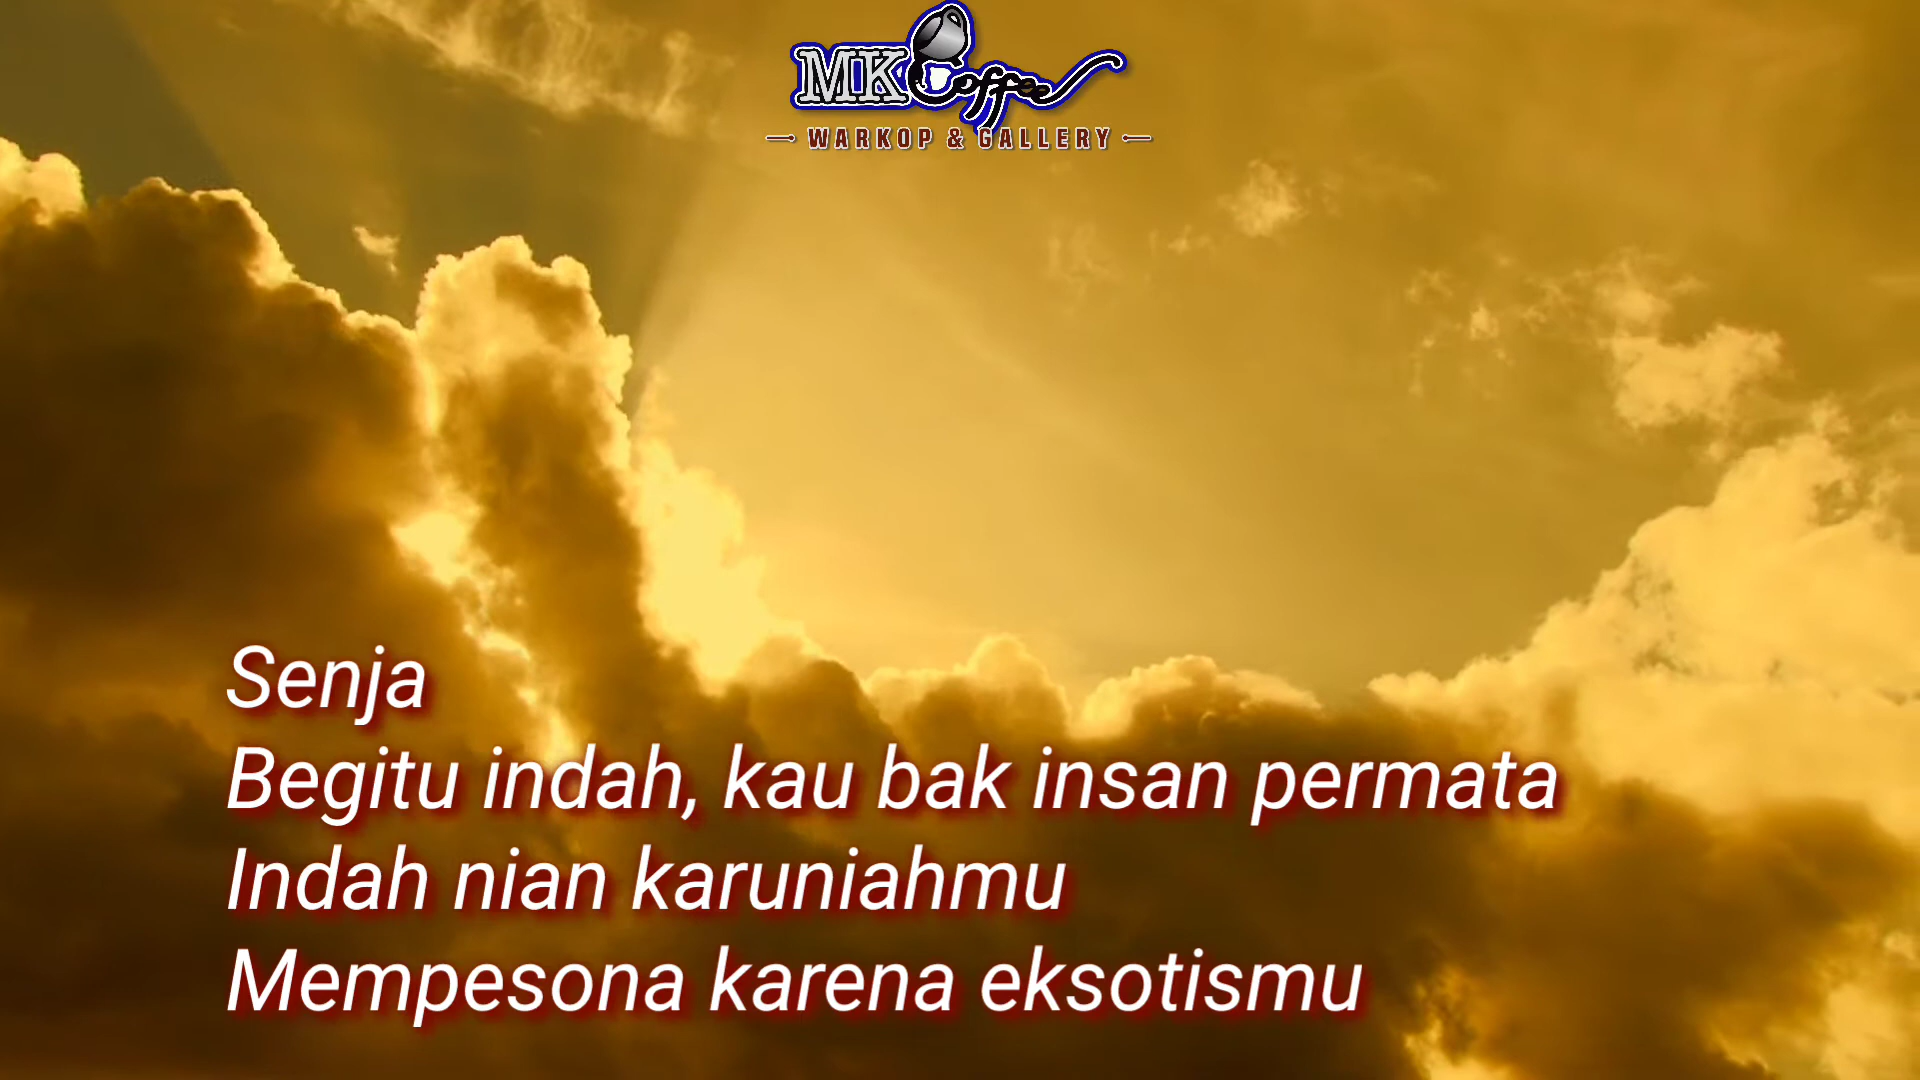 MK Coffee
WARKOP & GALLERY
Senja
Begitu indah, kau bak insan permata
Indah nian karuniahmu
Mempesona karena eksotismu